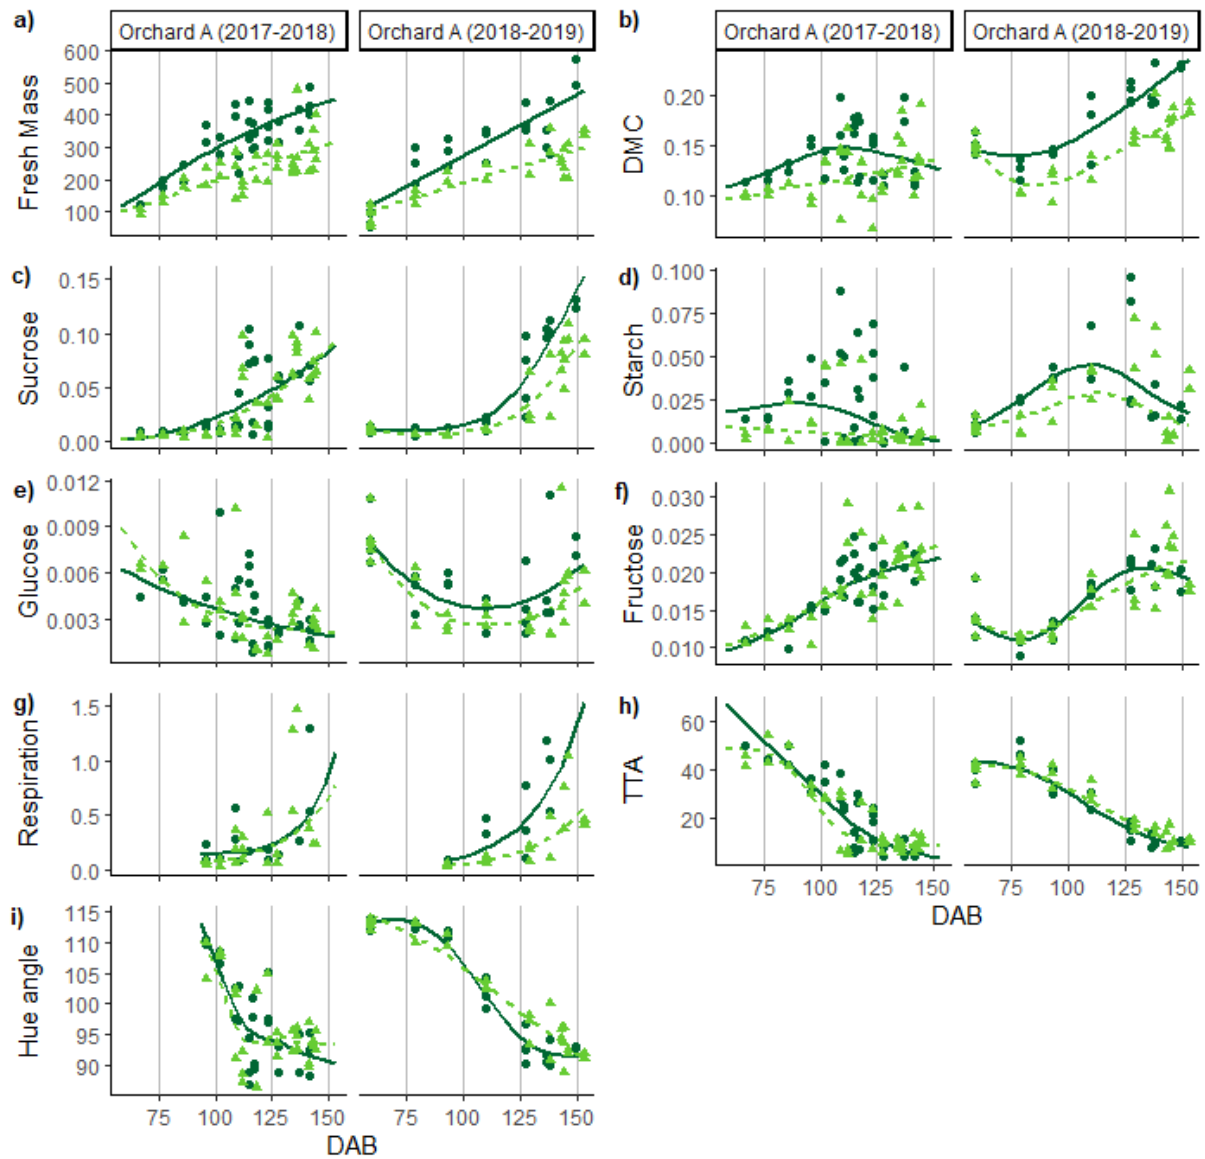 a) Orchard A (2017-2018) Orchard A (2018-2019) b) Orchard A (2017-2018) Orchard A (2018-2019)
Fresh Mass
600
500
400
300
200
100
DMC
0.20
0.15
0.10
c)
Sucrose
0.15
0.10
0.05
0.00
d)
Starch
0.100
0.075
0.050
0.025
0.000
e)
Glucose
0.012
0.009
0.006
0.003
f)
Fructose
0.030
0.025
0.020
0.015
0.010
g)
Respiration
1.5
1.0
0.5
0.0
h)
TTA
60
40
20
75 100 125 150 75 100 125 150
DAB
i)
Hue angle
115
110
105
100
95
90
75 100 125 150 75 100 125 150
DAB